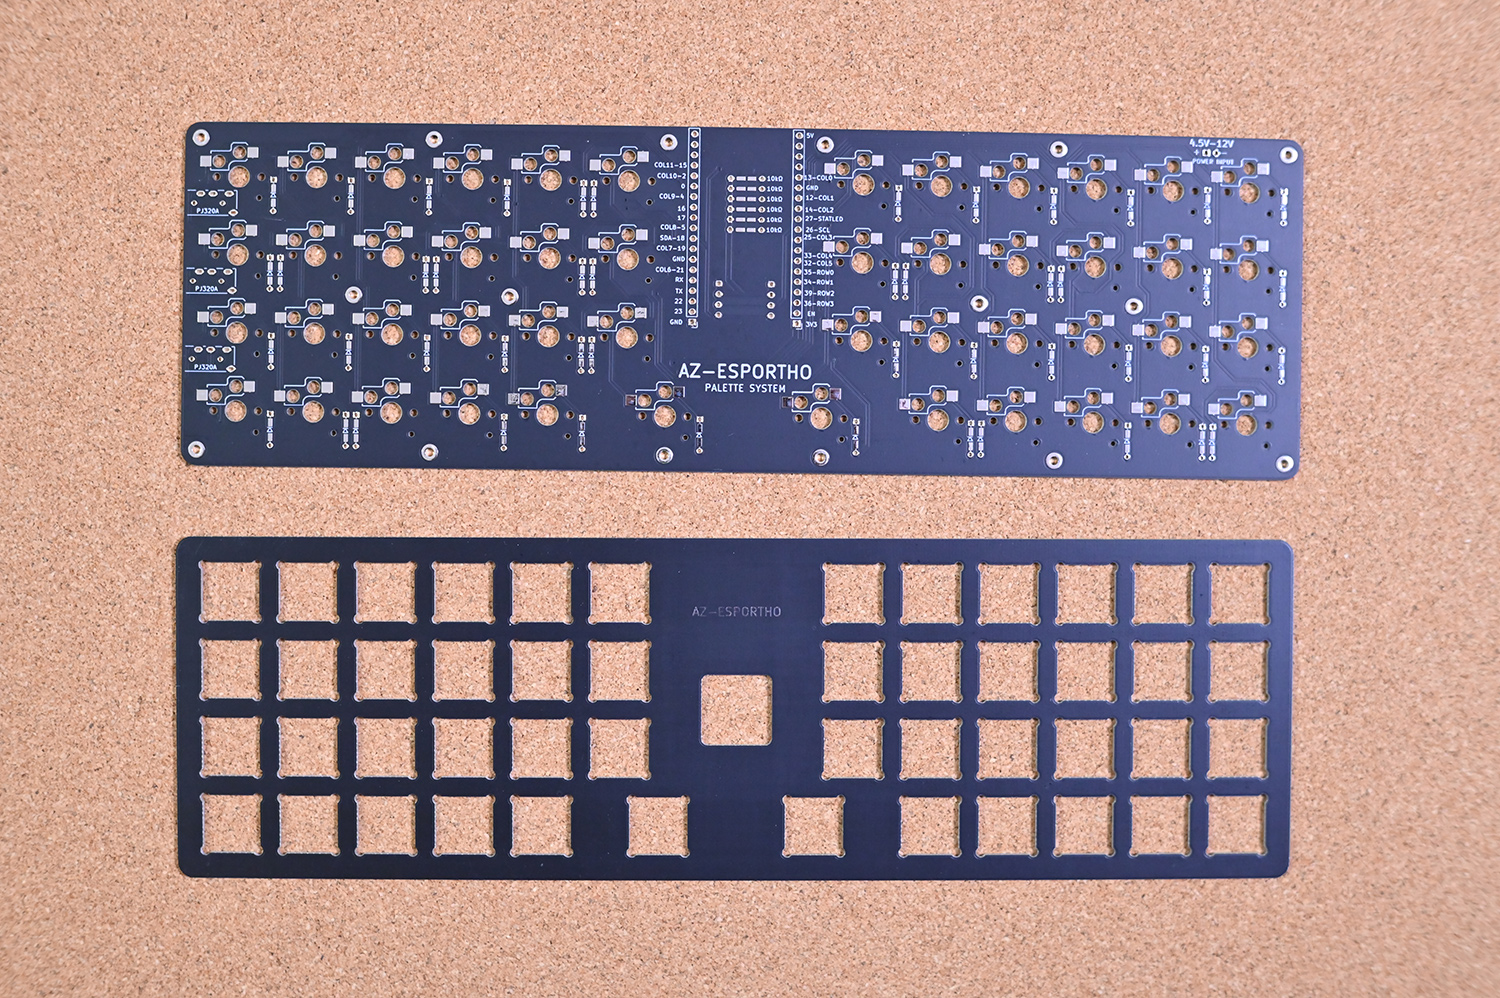 4.5V-12V
+ -
POWER INPUT
PJ320A
PJ320A
PJ320A
COL11-15
COL10-2
0
COL9-4
16
17
COL8-5
SDA-18
COL7-19
GND
COL6-21
RX
TX
22
23
GND
10kΩ
10kΩ
10kΩ
10kΩ
10kΩ
10kΩ
5V
13-COL0
GND
12-COL1
14-COL2
27-STATLED
26-SCL
25-COL3
33-COL4
32-COL5
35-ROW0
34-ROW1
39-ROW2
36-ROW3
EN
3V3
AZ-ESPORTHO
PALETTE SYSTEM
AZ-ESPORTHO